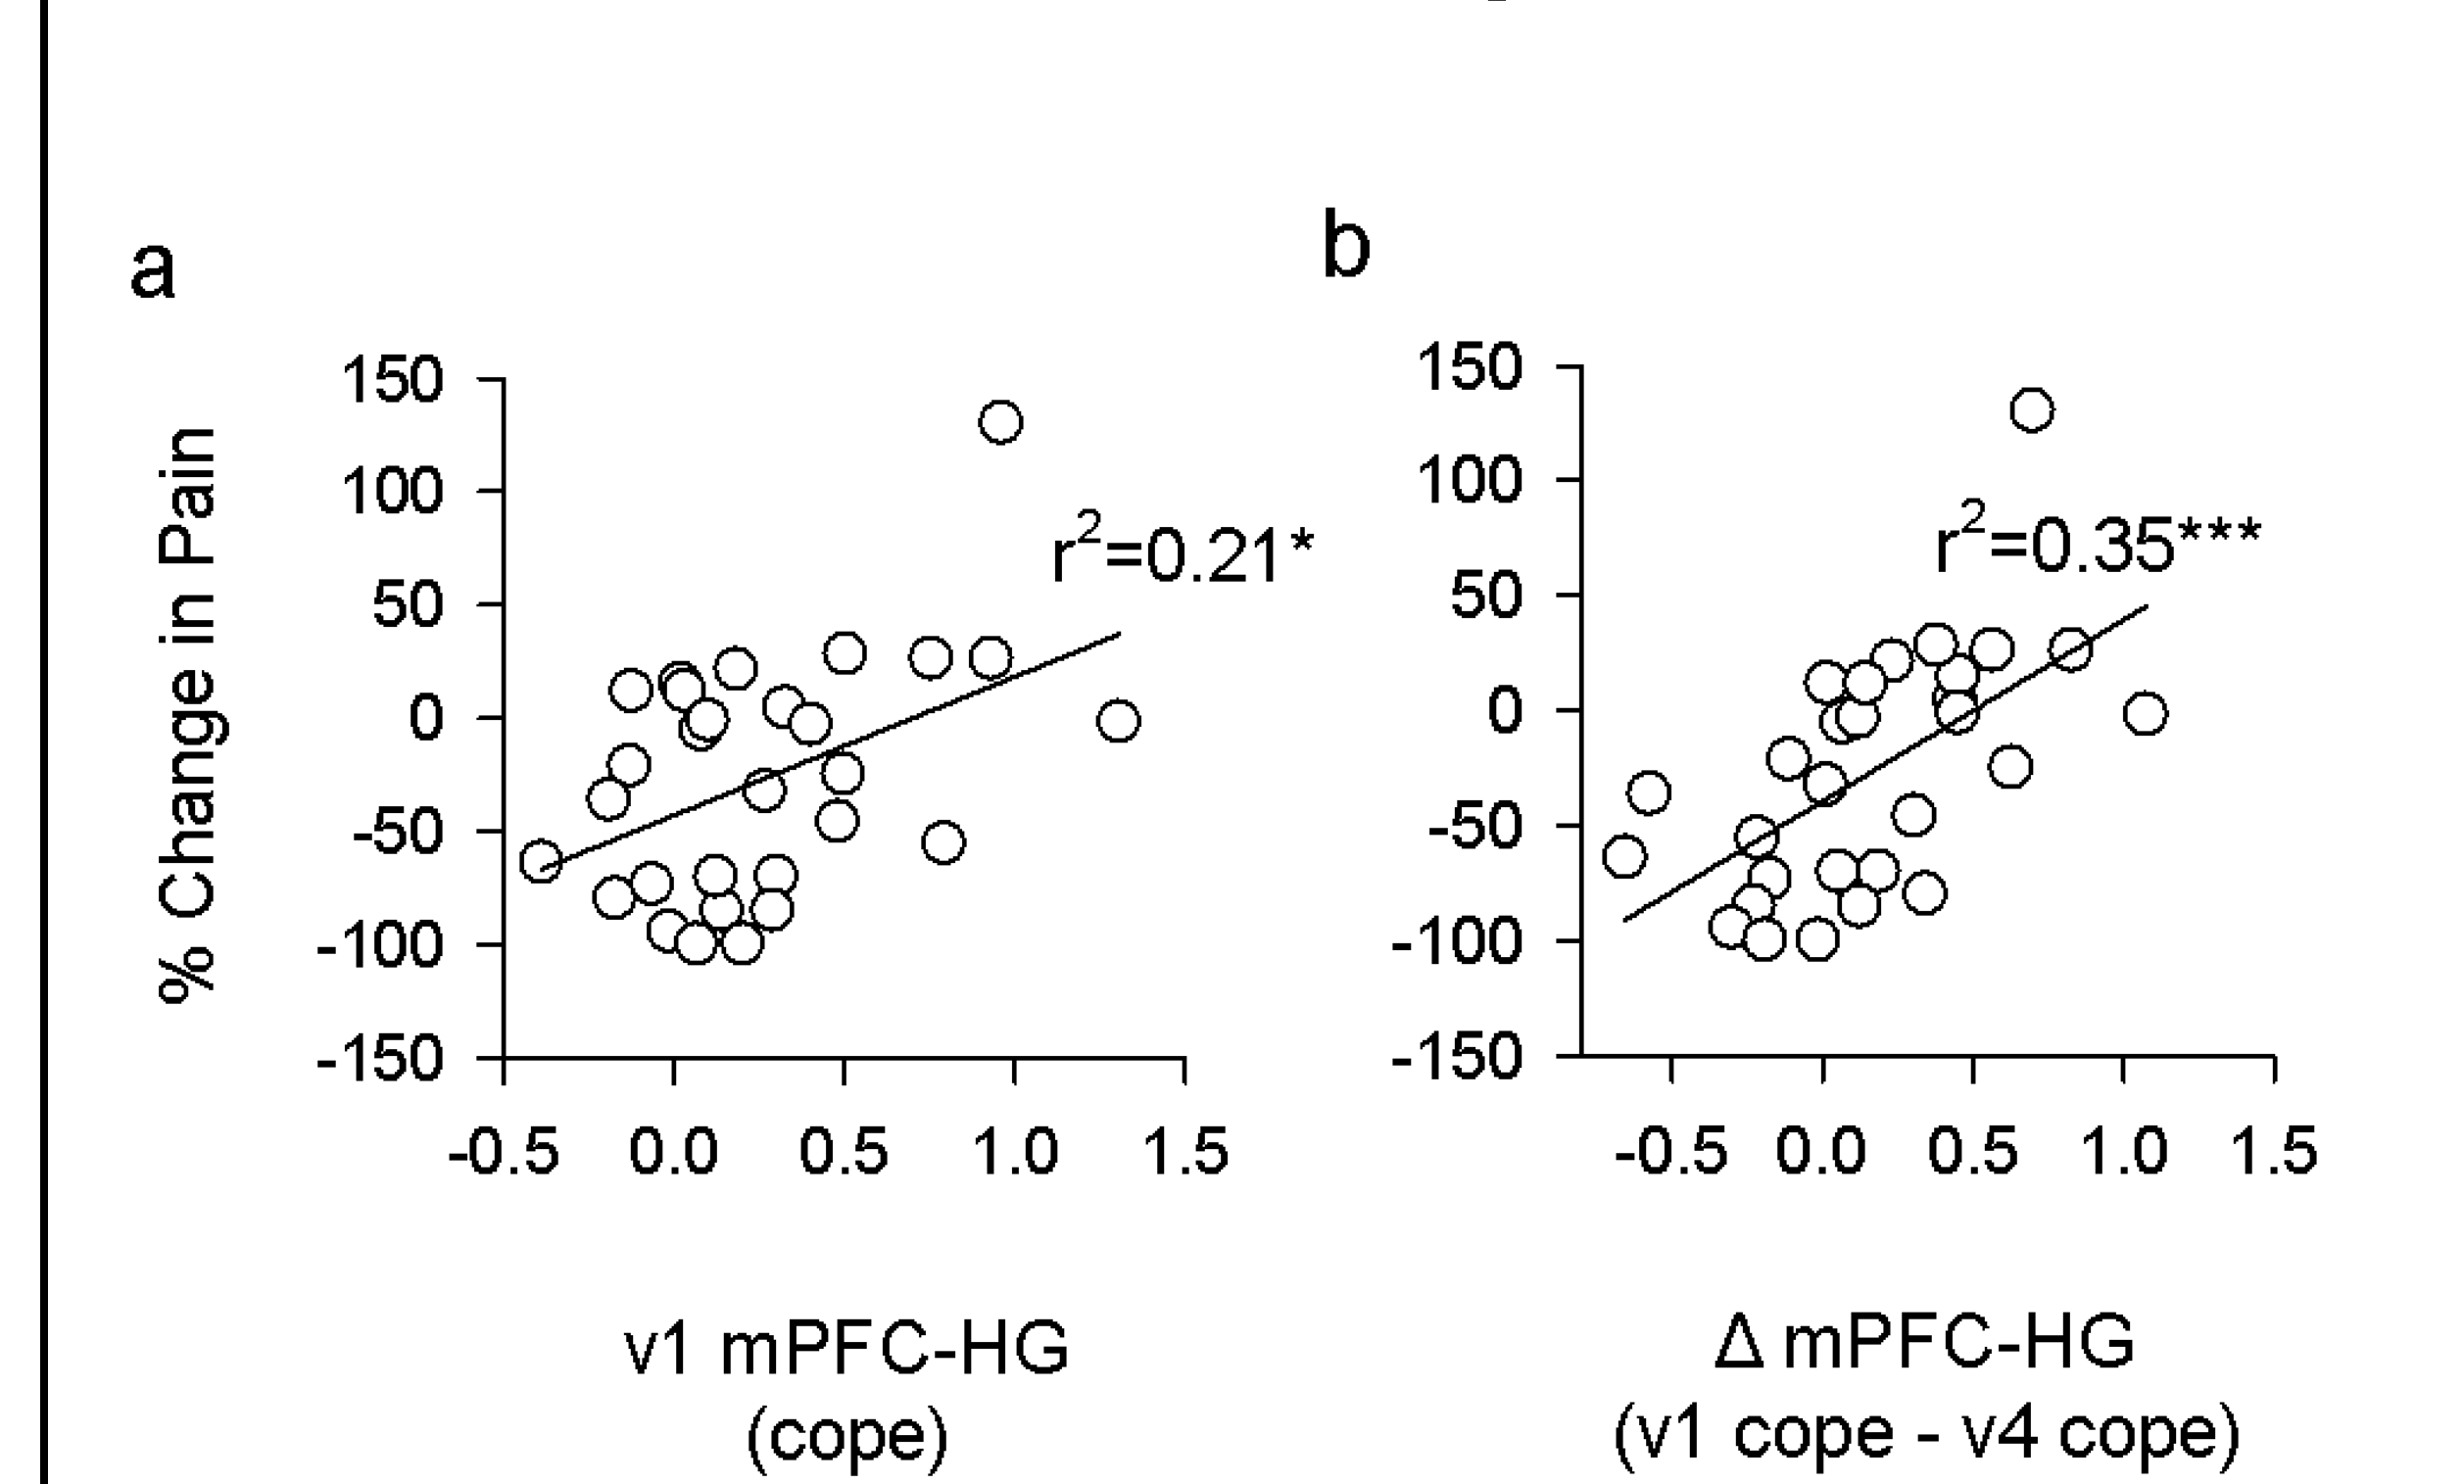 a
150
100
50
0
-50
-100
-150
% Change in Pain
r²=0.21*
-0.5 0.0 0.5 1.0 1.5
v1 mPFC-HG
(cope)
b
150
100
50
0
-50
-100
-150
r²=0.35***
-0.5 0.0 0.5 1.0 1.5
Δ mPFC-HG
(v1 cope - v4 cope)